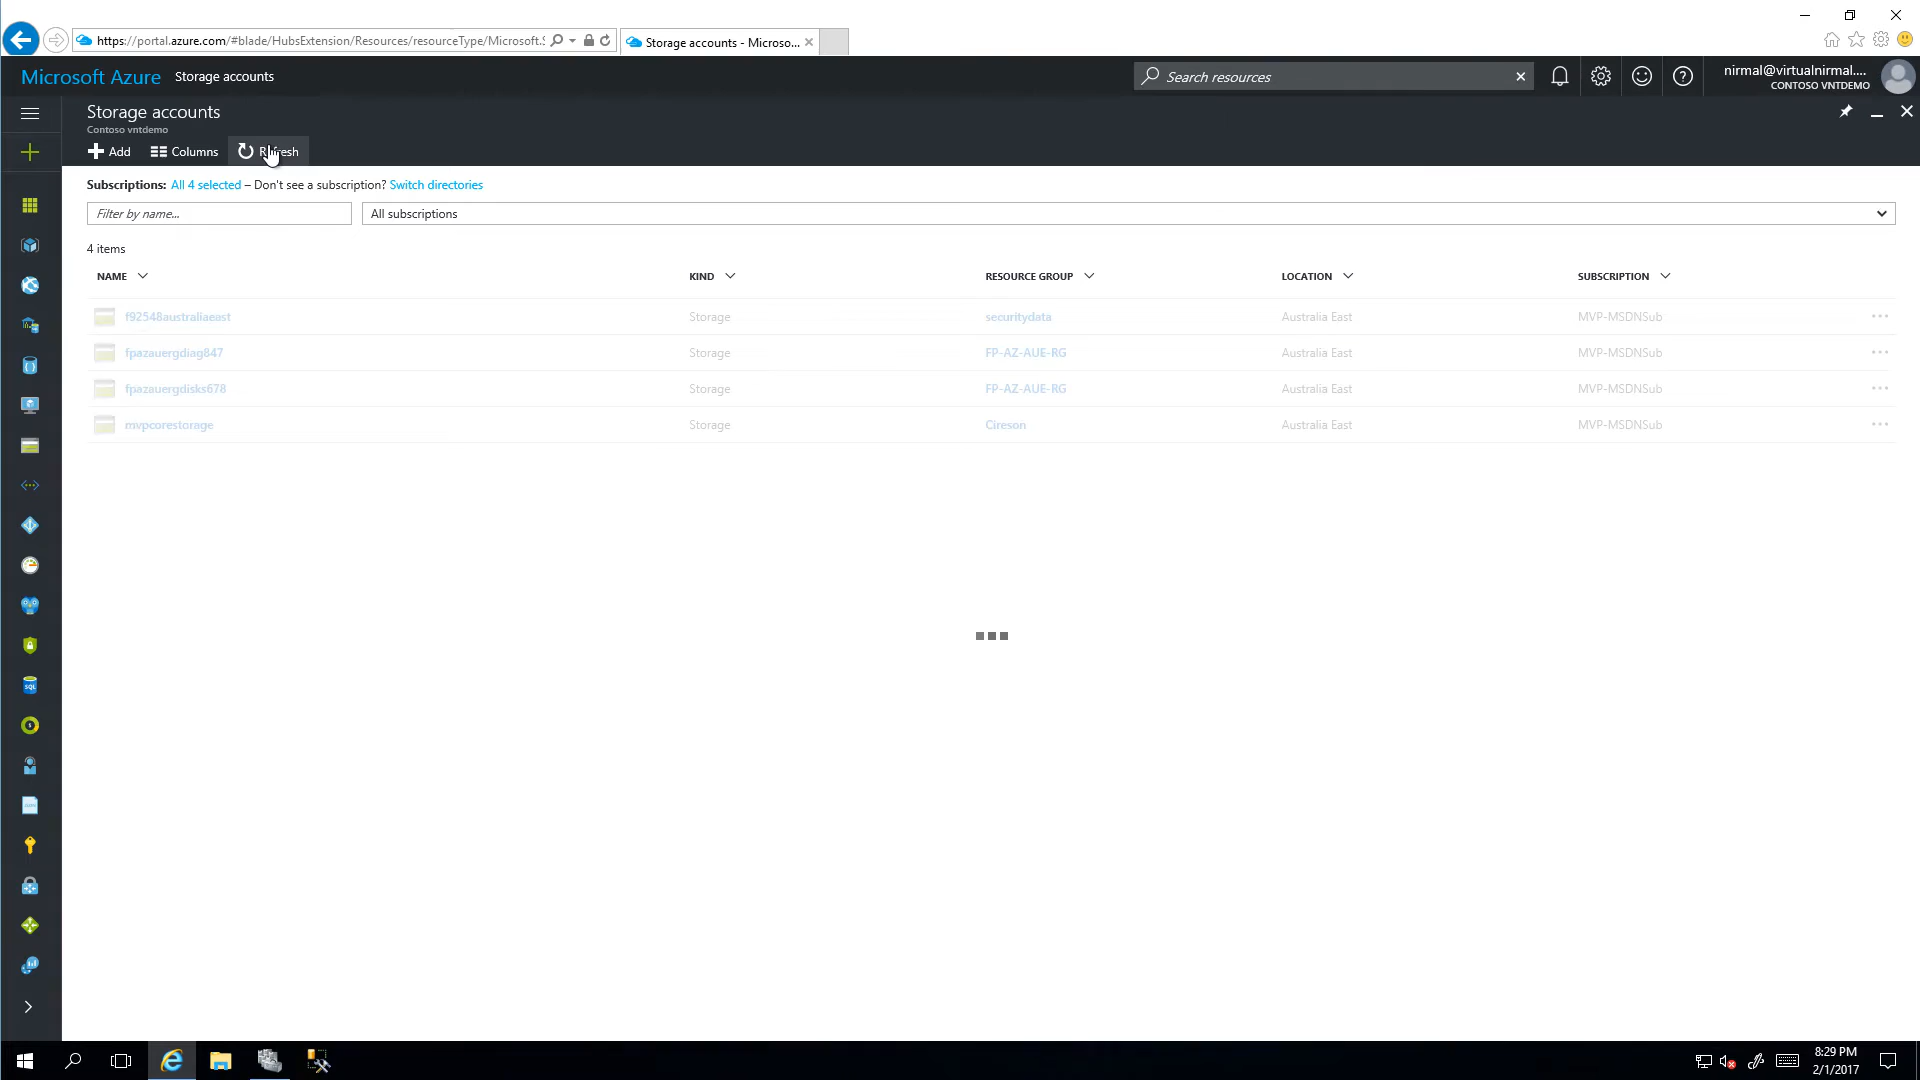 https://portal.azure.com/#blade/HubsExtension/Resources/resourceType/Microsoft.S
Storage accounts - Microso...
Microsoft Azure
Storage accounts
Search resources
nirmal@virtualnirmal....
CONTOSO VNTDEMO
Storage accounts
Contoso vntdemo
Add
Columns
Refresh
Subscriptions: All 4 selected – Don't see a subscription? Switch directories
Filter by name...
All subscriptions
4 items
NAME KIND RESOURCE GROUP LOCATION SUBSCRIPTION
f92548australiaeast Storage securitydata Australia East MVP-MSDNSub
fpazauergdiag847 Storage FP-AZ-AUE-RG Australia East MVP-MSDNSub
fpazauergdisks678 Storage FP-AZ-AUE-RG Australia East MVP-MSDNSub
mvpcorestorage Storage Cireson Australia East MVP-MSDNSub
SQL
8:29 PM
2/1/2017